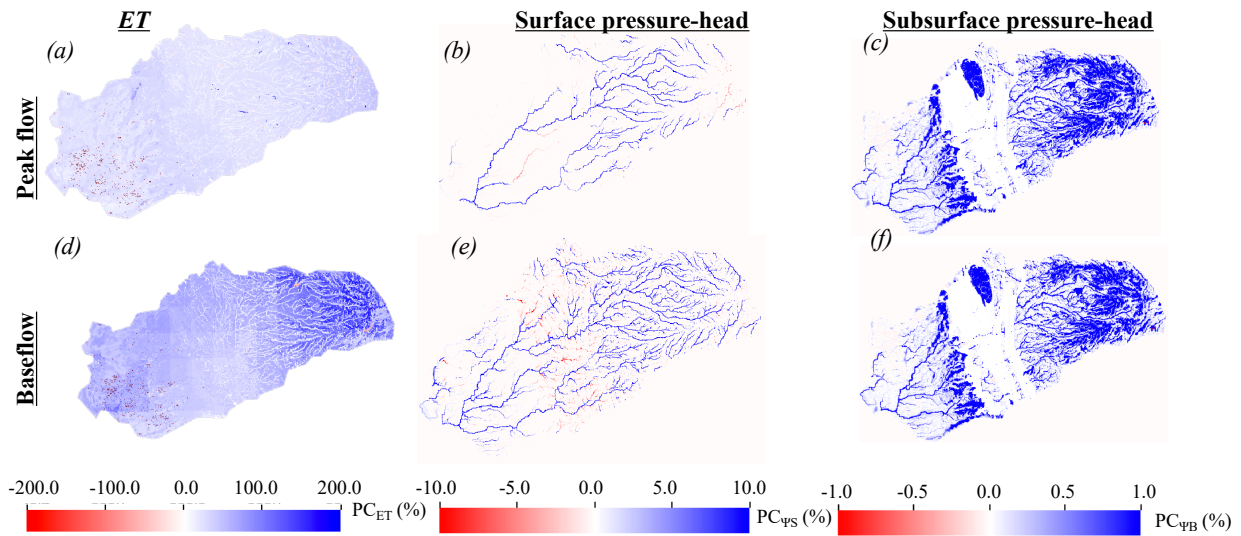 ET
Surface pressure-head
Subsurface pressure-head
Peak flow
(a)
(b)
(c)
Baseflow
(d)
(e)
(f)
-200.0 -100.0 0.0 100.0 200.0
PC_ET (%)
-10.0 -5.0 0.0 5.0 10.0
PC_ΨS (%)
-1.0 -0.5 0.0 0.5 1.0
PC_ΨB (%)